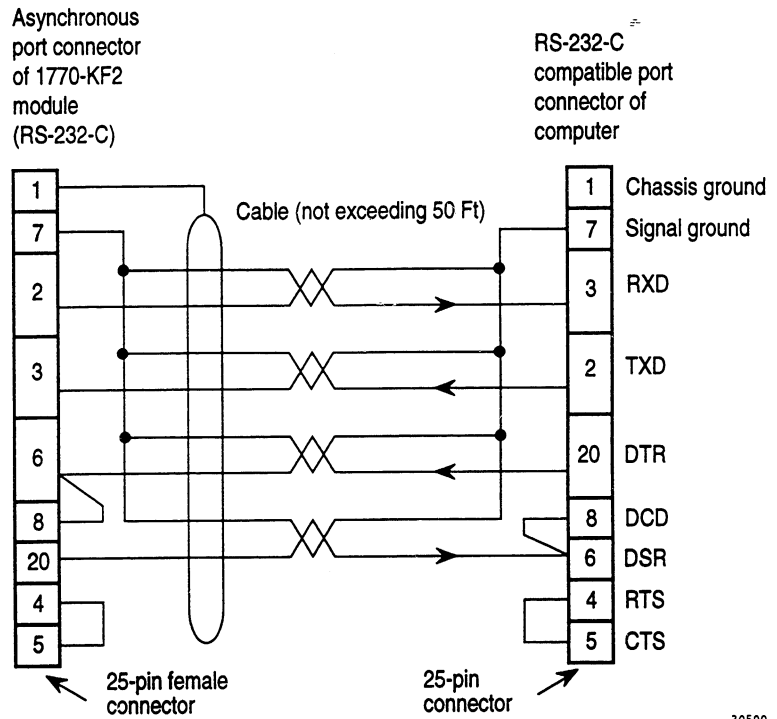 Asynchronous
port connector
of 1770-KF2
module
(RS-232-C)
RS-232-C
compatible port
connector of
computer
Cable (not exceeding 50 Ft)
1
7
2
3
6
8
20
4
5
1 Chassis ground
7 Signal ground
3 RXD
2 TXD
20 DTR
8 DCD
6 DSR
4 RTS
5 CTS
25-pin female
connector
25-pin
connector